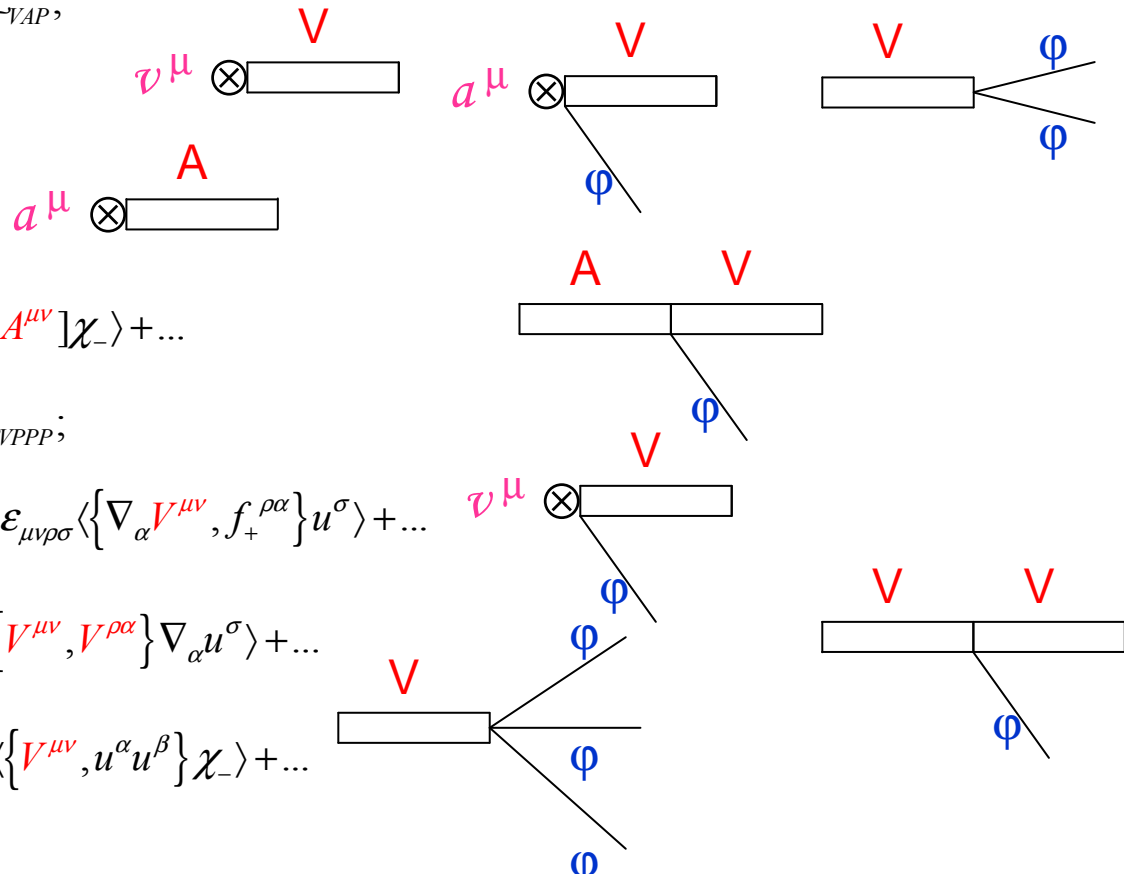 VAP,
V V V
v^μ a^μ φ
φ φ
A
a^μ
A V
A^{μν}]χ_−⟩+...
φ
VPPP;
V
v^μ
ε_{μνρσ}⟨{∇_α V^{μν}, f_+^{ρα}}u^σ⟩+...
φ
V V
V^{μν}, V^{ρα}}∇_α u^σ⟩+...
φ
V
φ
⟨{V^{μν}, u^α u^β}χ_−⟩+...
φ
φ